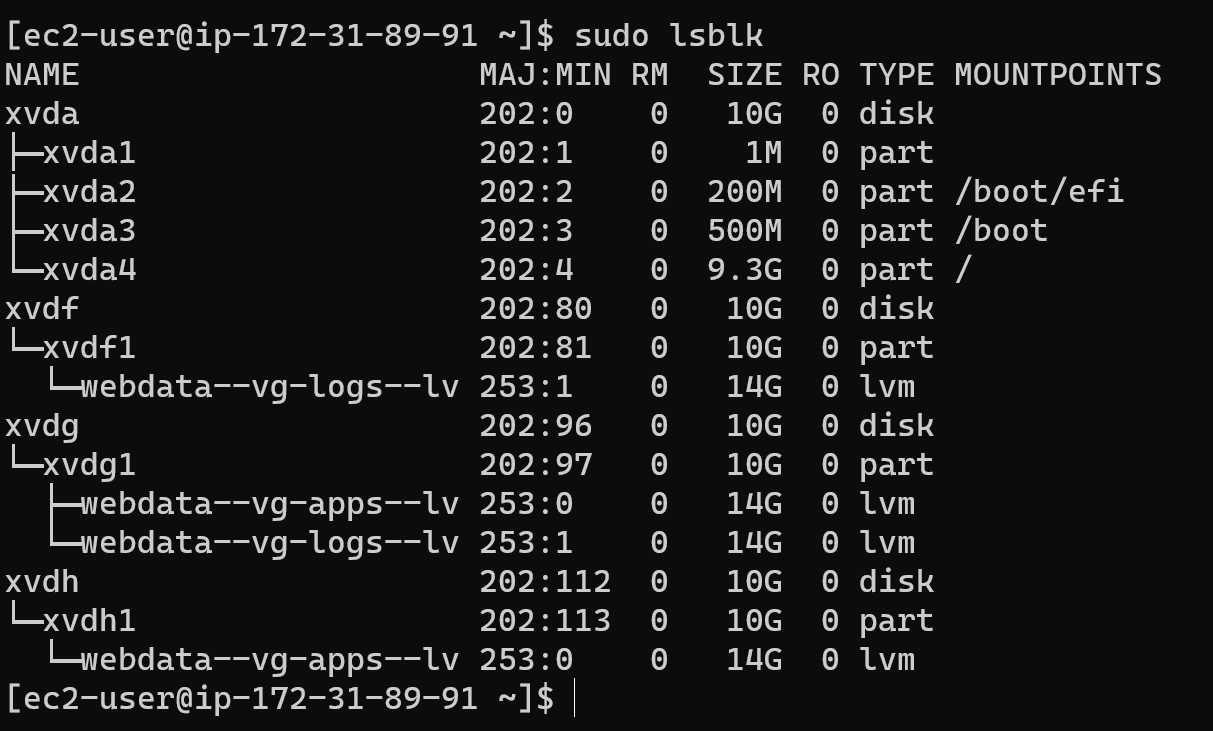 [ec2-user@ip-172-31-89-91 ~]$ sudo lsblk
NAME                     MAJ:MIN RM  SIZE RO TYPE MOUNTPOINTS
xvda                     202:0    0   10G  0 disk
├─xvda1                  202:1    0    1M  0 part
├─xvda2                  202:2    0  200M  0 part /boot/efi
├─xvda3                  202:3    0  500M  0 part /boot
└─xvda4                  202:4    0  9.3G  0 part /
xvdf                     202:80   0   10G  0 disk
└─xvdf1                  202:81   0   10G  0 part
  └─webdata--vg-logs--lv 253:1    0   14G  0 lvm
xvdg                     202:96   0   10G  0 disk
└─xvdg1                  202:97   0   10G  0 part
  ├─webdata--vg-apps--lv 253:0    0   14G  0 lvm
  └─webdata--vg-logs--lv 253:1    0   14G  0 lvm
xvdh                     202:112  0   10G  0 disk
└─xvdh1                  202:113  0   10G  0 part
  └─webdata--vg-apps--lv 253:0    0   14G  0 lvm
[ec2-user@ip-172-31-89-91 ~]$